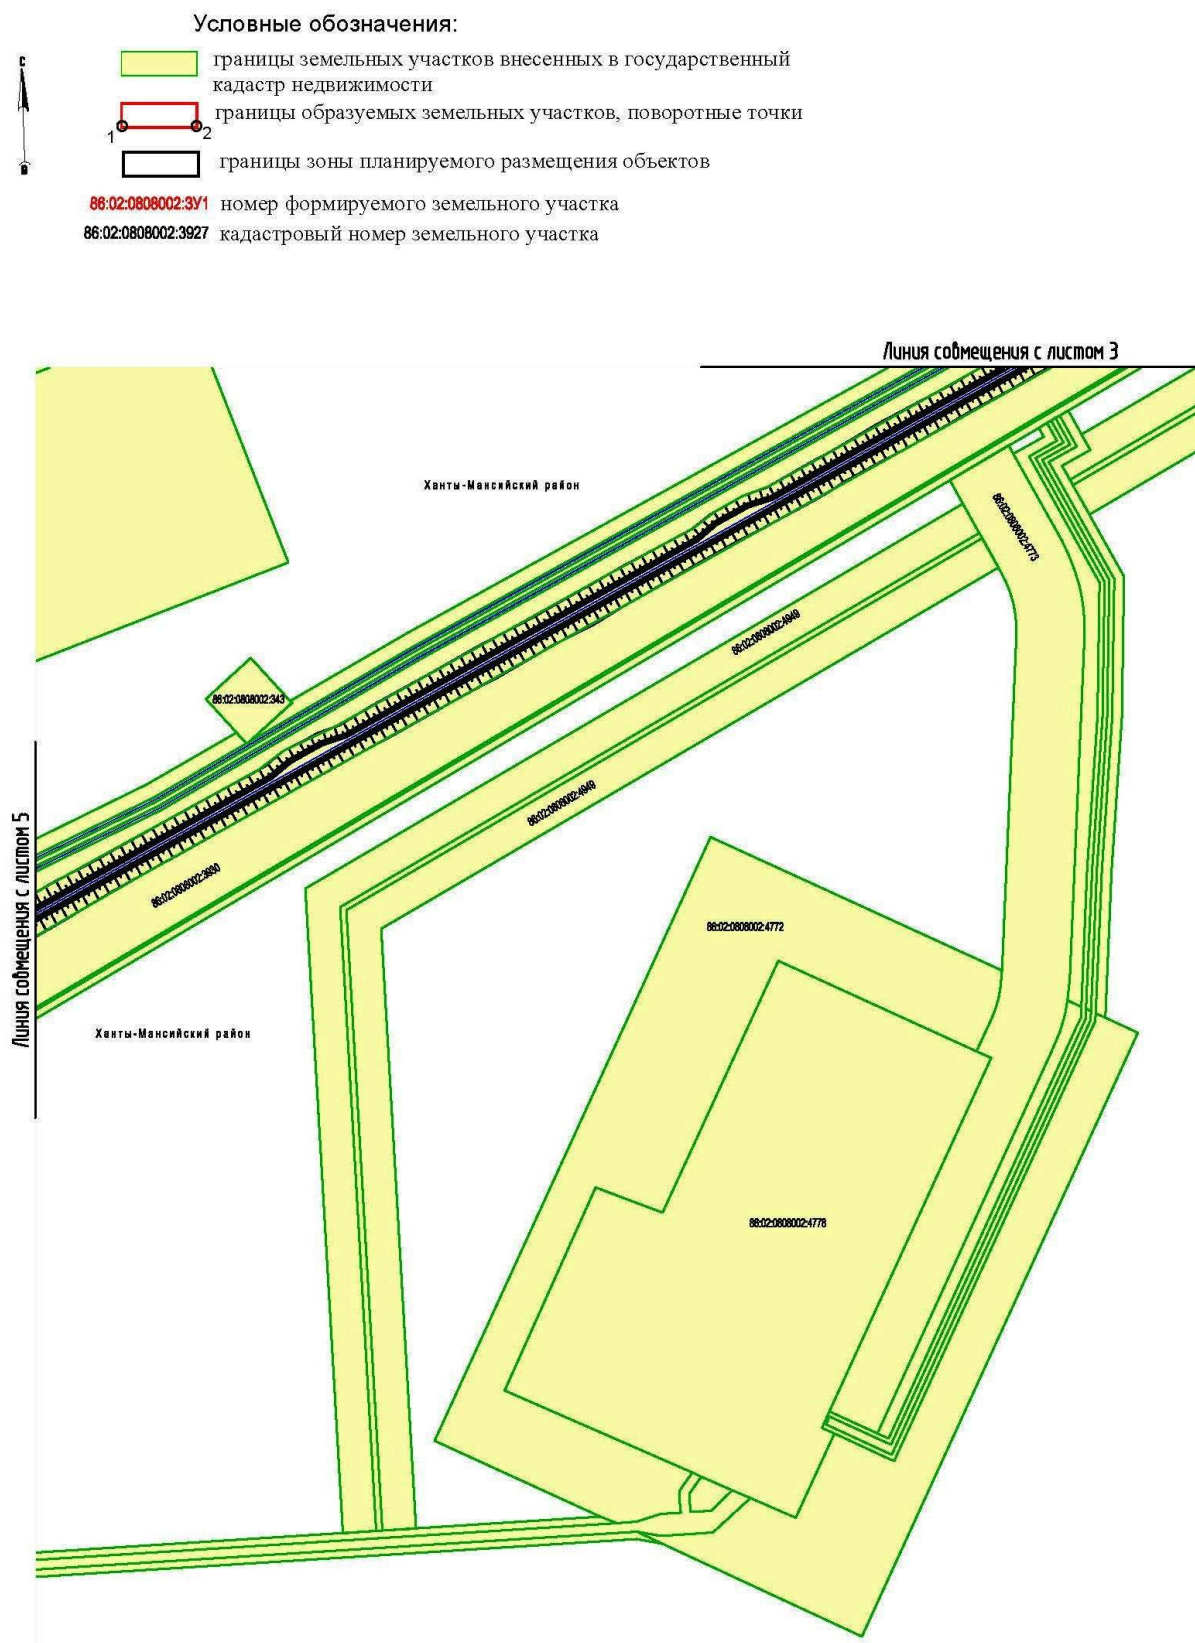 Условные обозначения:
С
границы земельных участков внесенных в государственный
кадастр недвижимости
границы образуемых земельных участков, поворотные точки
1
2
границы зоны планируемого размещения объектов
86:02:0808002:ЗУ1 номер формируемого земельного участка
86:02:0808002:3927 кадастровый номер земельного участка
Линия совмещения с листом 3
Ханты-Мансийский район
86:02:0808002:4773
86:02:0808002:4949
86:02:0808002:343
86:02:0808002:4949
Линия совмещения с листом 5
86:02:0808002:3930
86:02:0808002:4772
Ханты-Мансийский район
86:02:0808002:4778